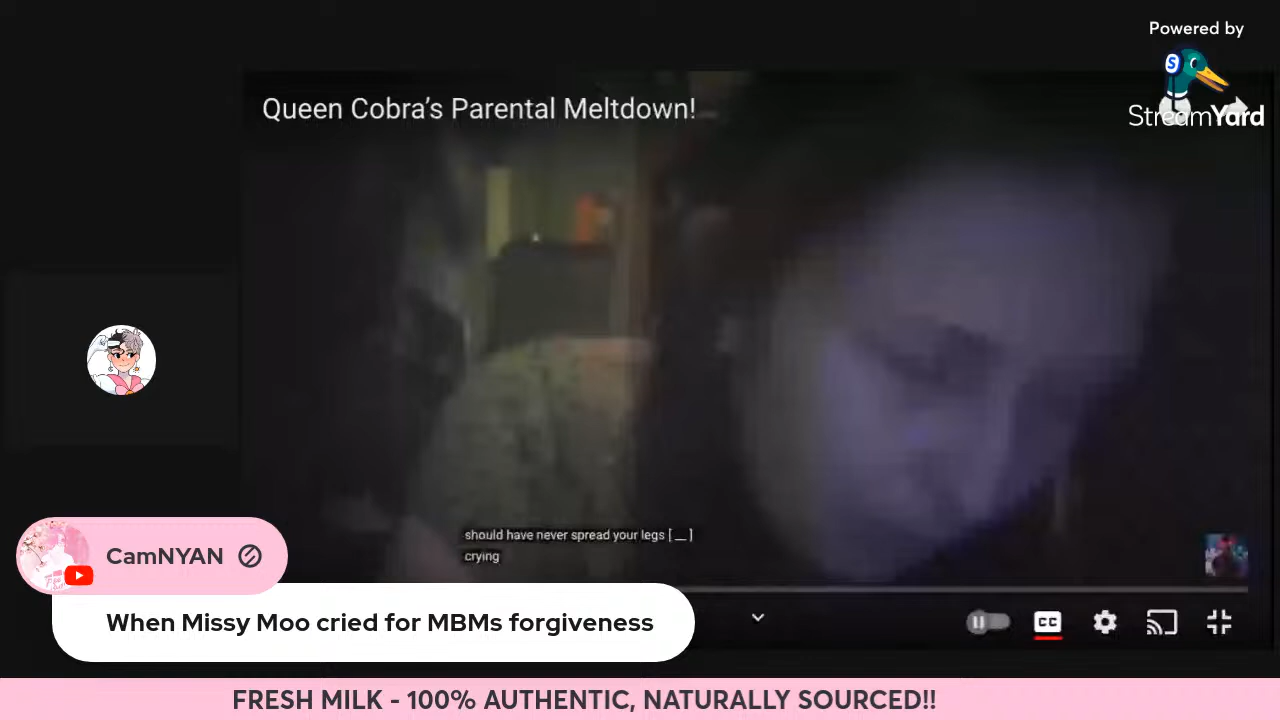 Powered by
StreamYard
Queen Cobra’s Parental Meltdown!
should have never spread your legs [ __ ]
crying
CamNYAN
When Missy Moo cried for MBMs forgiveness
CC
FRESH MILK - 100% AUTHENTIC, NATURALLY SOURCED!!